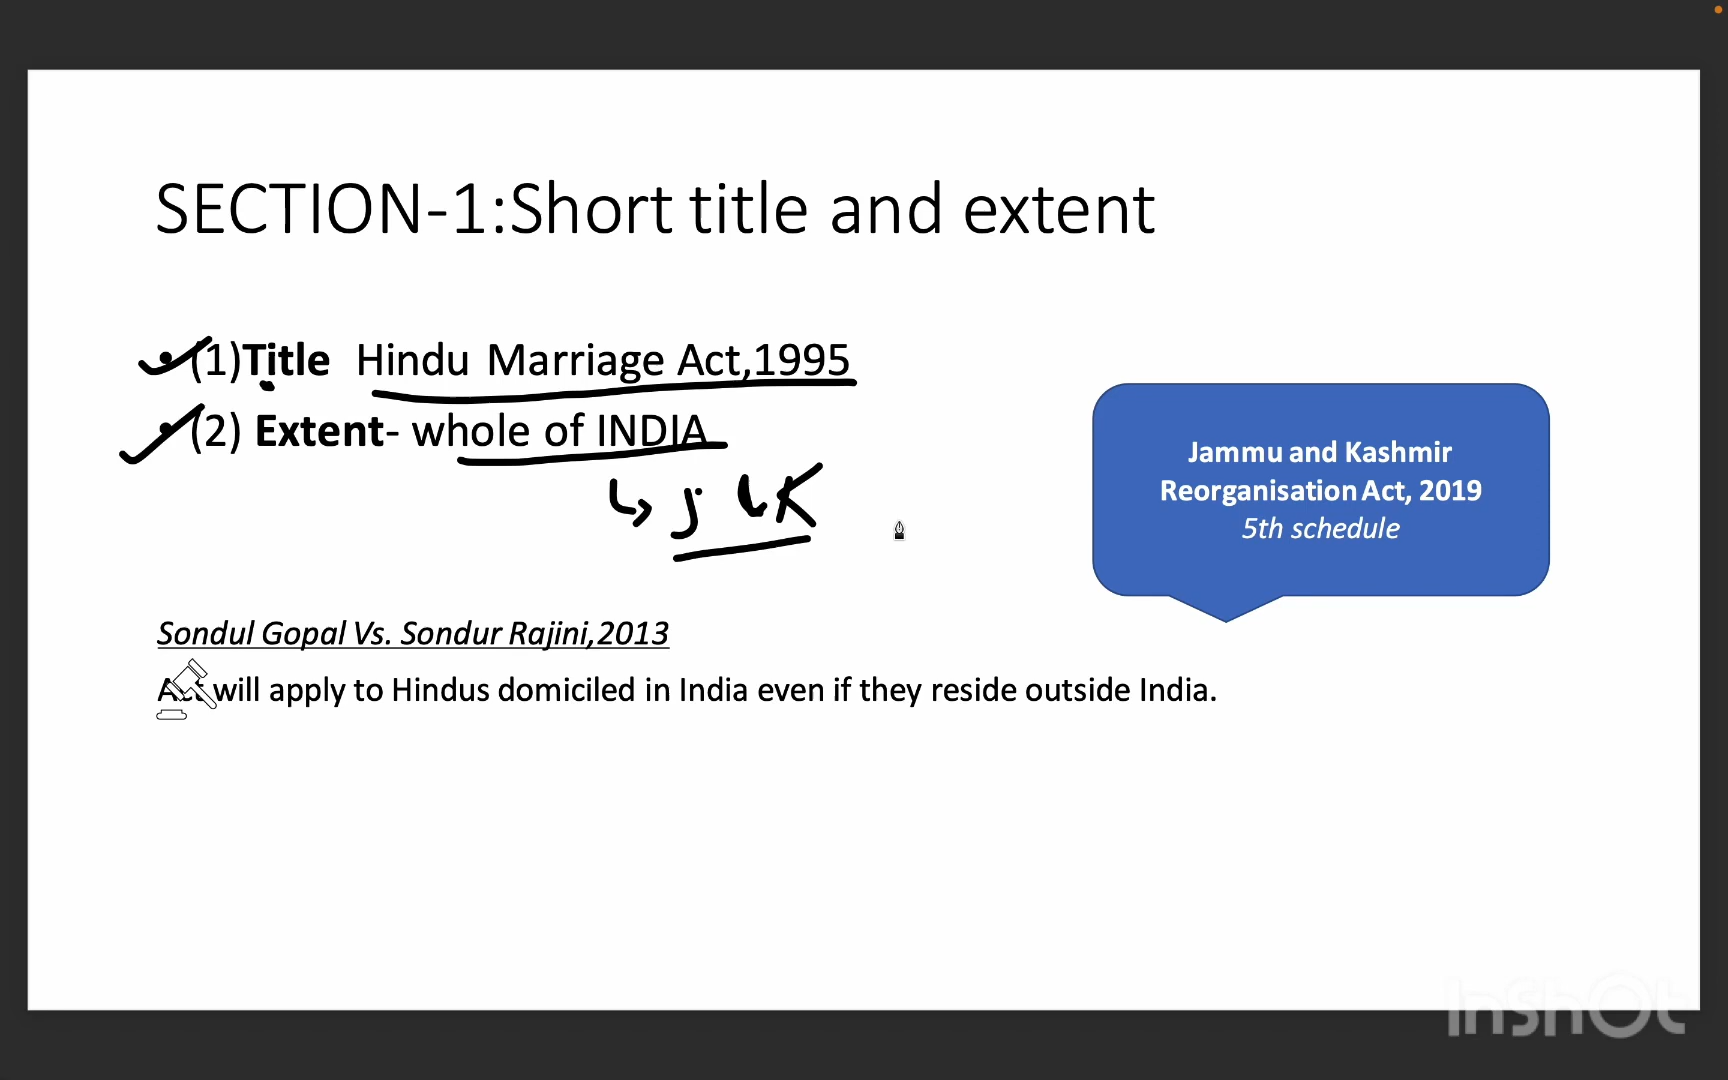 SECTION-1:Short title and extent
• (1)Title Hindu Marriage Act,1995
• (2) Extent- whole of INDIA
↳ J &K
Jammu and Kashmir
Reorganisation Act, 2019
5th schedule
Sondul Gopal Vs. Sondur Rajini,2013
Act will apply to Hindus domiciled in India even if they reside outside India.
InShOt